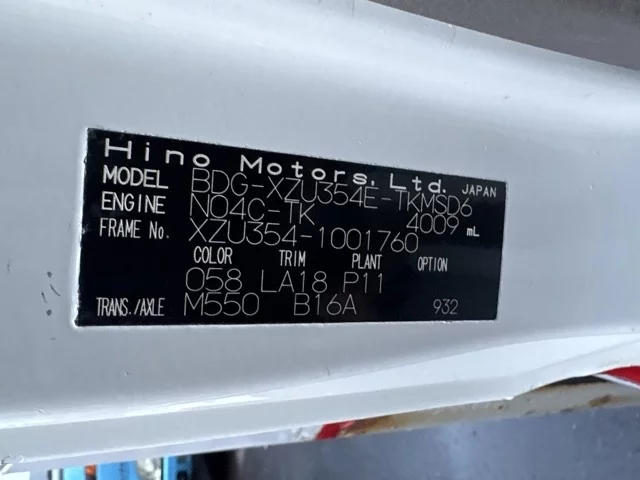 Hino Motors, Ltd. JAPAN
MODEL BDG-XZU354E-TKMSD6
ENGINE N04C-TK 4009 mL
FRAME No. XZU354-1001760
COLOR TRIM PLANT OPTION
058 LA18 P11
TRANS./AXLE M550 B16A 932